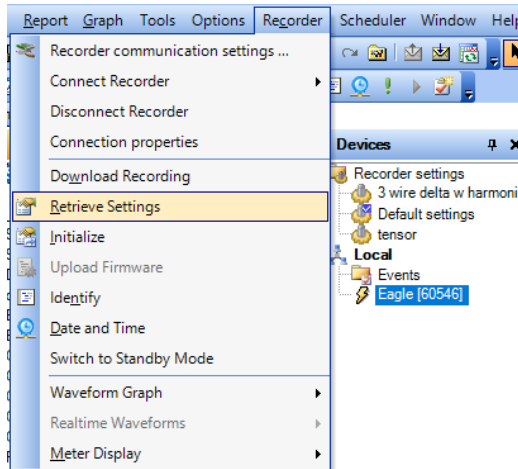 Report Graph Tools Options Recorder Scheduler Window Help
Recorder communication settings ...
Connect Recorder
Disconnect Recorder
Connection properties
Download Recording
Retrieve Settings
Initialize
Upload Firmware
Identify
Date and Time
Switch to Standby Mode
Waveform Graph
Realtime Waveforms
Meter Display
Devices
Recorder settings
3 wire delta w harmoni
Default settings
tensor
Local
Events
Eagle [60546]